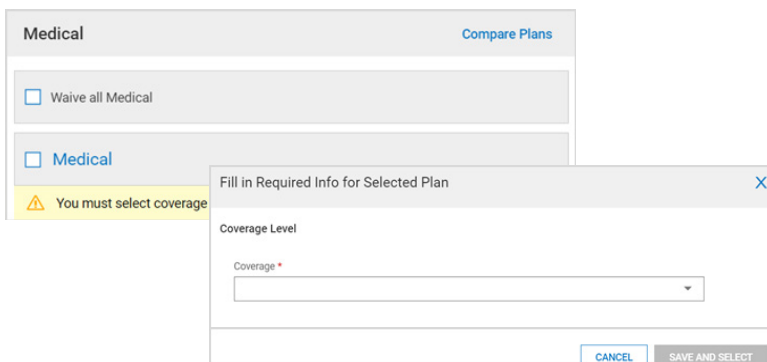 Medical
Compare Plans
Waive all Medical
Medical
You must select coverage
Fill in Required Info for Selected Plan
X
Coverage Level
Coverage *
CANCEL
SAVE AND SELECT